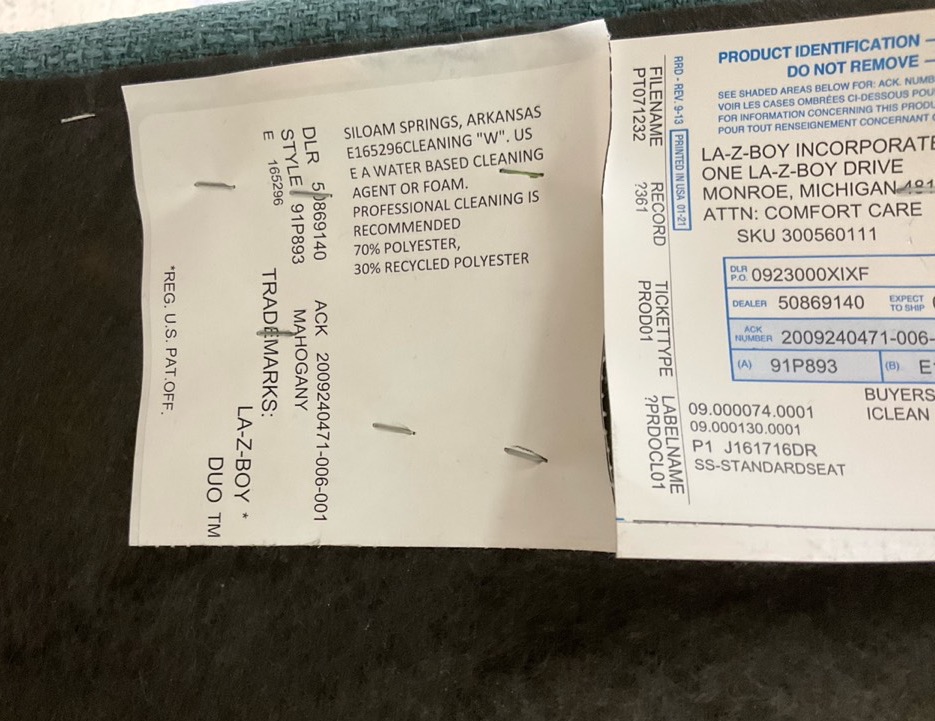 SILOAM SPRINGS, ARKANSAS
E165296CLEANING "W". US
E A WATER BASED CLEANING
AGENT OR FOAM.
PROFESSIONAL CLEANING IS
RECOMMENDED
70% POLYESTER,
30% RECYCLED POLYESTER
DLR 50869140 ACK 2009240471-006-001
STYLE 91P893 MAHOGANY
E 165296
TRADEMARKS:
LA-Z-BOY *
DUO TM
*REG. U.S. PAT.OFF.
RRD - REV. 9-13 PRINTED IN USA 01-21
FILENAME RECORD TICKETTYPE LABELNAME
PT071232 ?361 PROD01 ?PRDOCL01
PRODUCT IDENTIFICATION –
DO NOT REMOVE –
SEE SHADED AREAS BELOW FOR: ACK. NUMB
VOIR LES CASES OMBRÉES CI-DESSOUS POU
FOR INFORMATION CONCERNING THIS PRODU
POUR TOUT RENSEIGNEMENT CONCERNANT
LA-Z-BOY INCORPORATE
ONE LA-Z-BOY DRIVE
MONROE, MICHIGAN 481
ATTN: COMFORT CARE
SKU 300560111
DLR P.O. 0923000XIXF
DEALER 50869140 EXPECT TO SHIP
ACK NUMBER 2009240471-006-
(A) 91P893 (B) E
BUYERS
09.000074.0001 ICLEAN
09.000130.0001
P1 J161716DR
SS-STANDARDSEAT